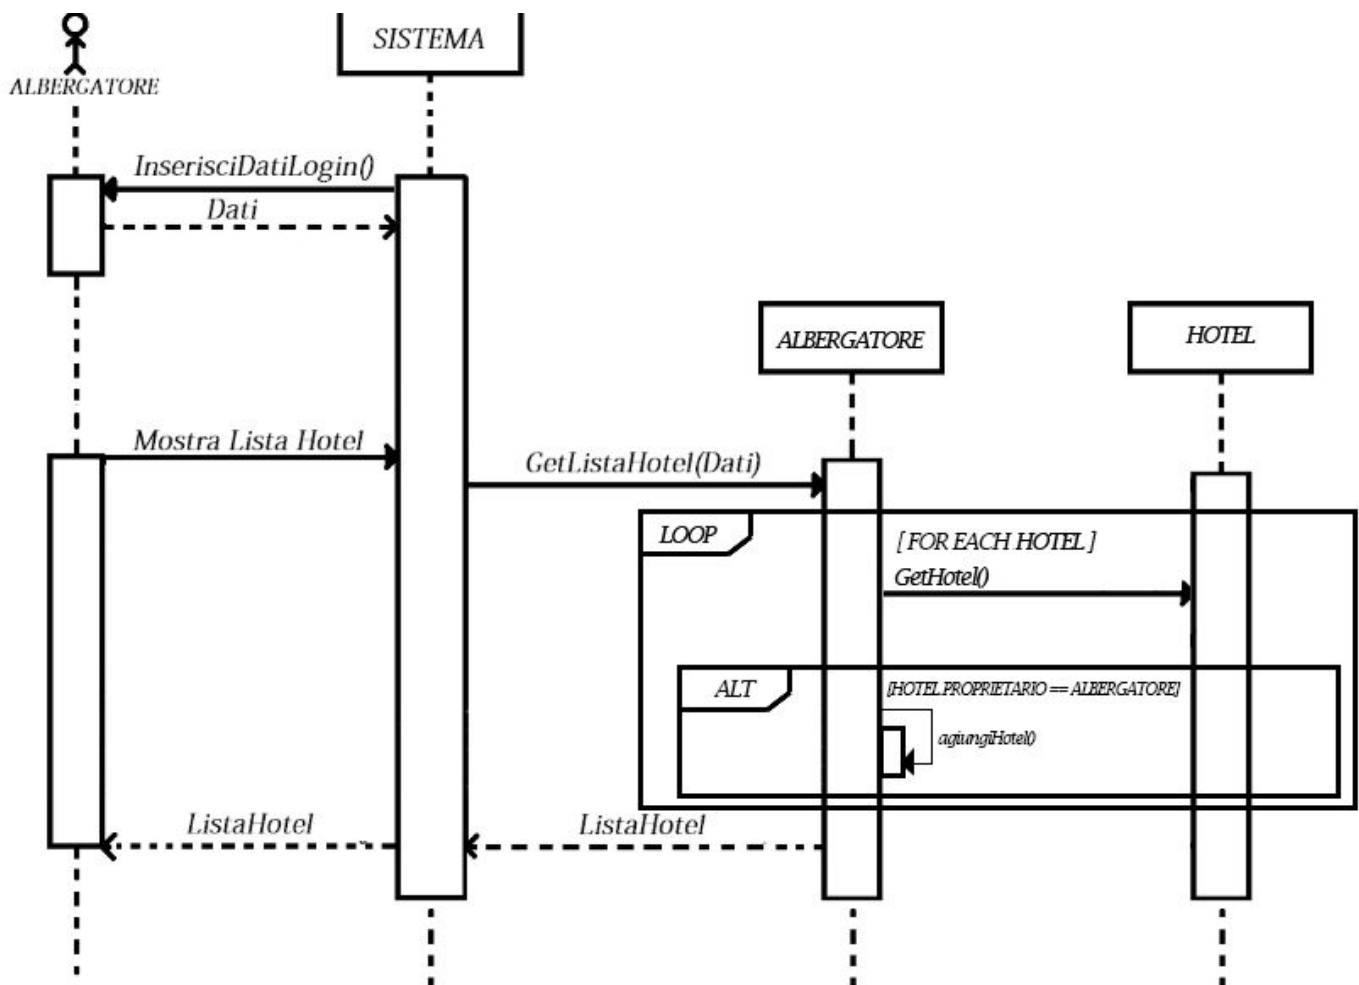 SISTEMA
ALBERGATORE
InserisciDatiLogin()
Dati
ALBERGATORE
HOTEL
Mostra Lista Hotel
GetListaHotel(Dati)
LOOP
[ FOR EACH HOTEL ]
GetHotel()
ALT
[HOTEL.PROPRIETARIO == ALBERGATORE]
agiungiHotel()
ListaHotel
ListaHotel